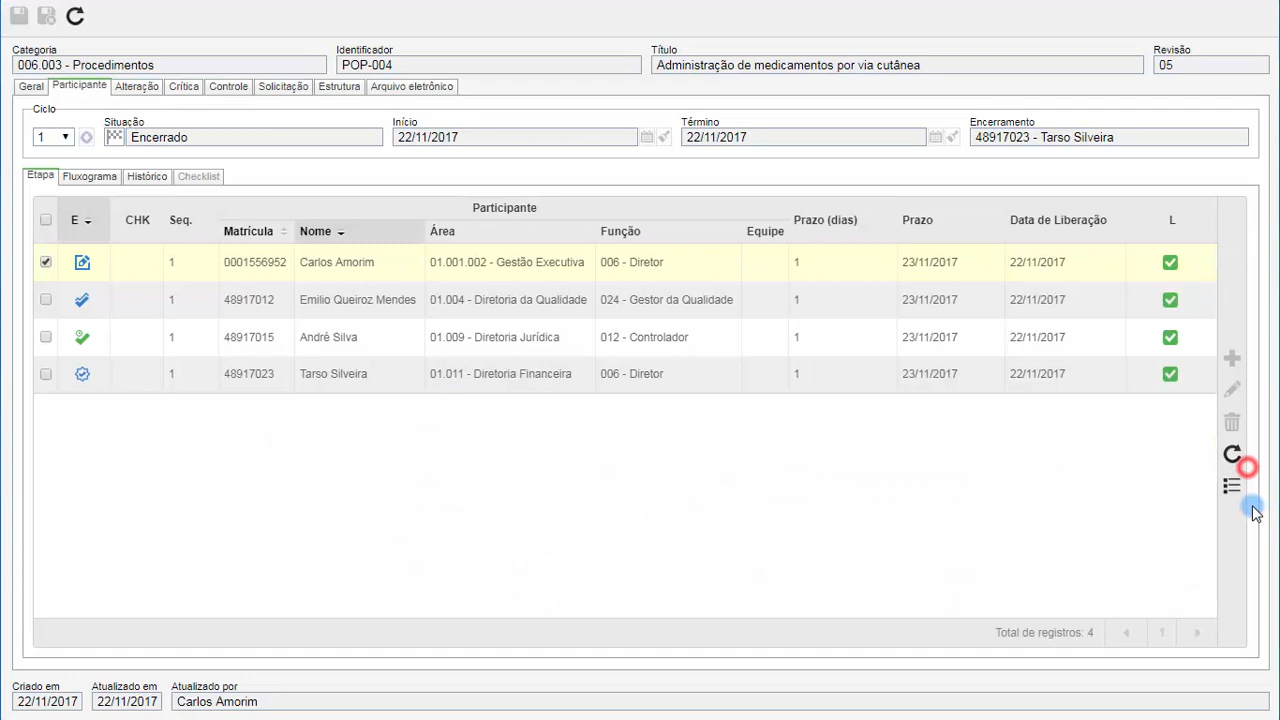 Categoria Identificador Título Revisão
006.003 - Procedimentos POP-004 Administração de medicamentos por via cutânea 05
Geral Participante Alteração Crítica Controle Solicitação Estrutura Arquivo eletrônico
Ciclo
Situação Início Término Encerramento
1 Encerrado 22/11/2017 22/11/2017 48917023 - Tarso Silveira
Etapa Fluxograma Histórico Checklist
Participante
E CHK Seq. Prazo (dias) Prazo Data de Liberação L
Matrícula Nome Área Função Equipe
1 0001556952 Carlos Amorim 01.001.002 - Gestão Executiva 006 - Diretor 1 23/11/2017 22/11/2017
1 48917012 Emilio Queiroz Mendes 01.004 - Diretoria da Qualidade 024 - Gestor da Qualidade 1 23/11/2017 22/11/2017
1 48917015 André Silva 01.009 - Diretoria Jurídica 012 - Controlador 1 23/11/2017 22/11/2017
1 48917023 Tarso Silveira 01.011 - Diretoria Financeira 006 - Diretor 1 23/11/2017 22/11/2017
Total de registros: 4 1
Criado em Atualizado em Atualizado por
22/11/2017 22/11/2017 Carlos Amorim